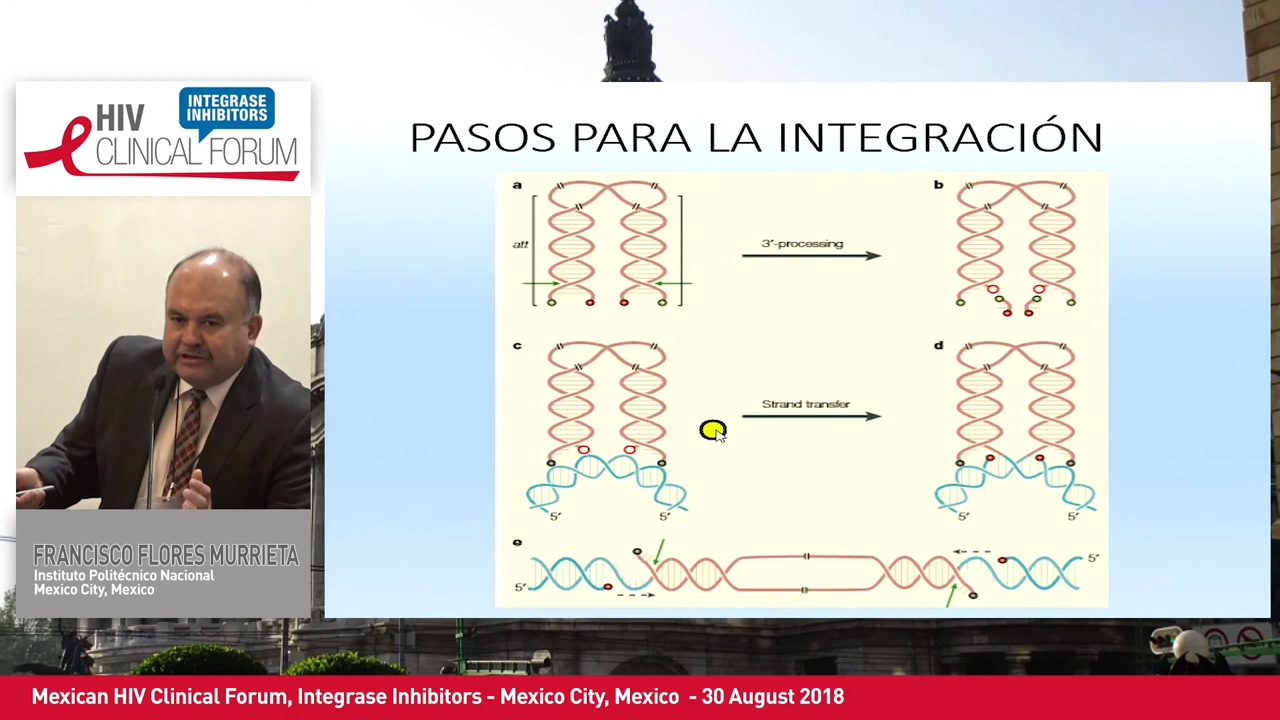 HIV
INTEGRASE
INHIBITORS
CLINICAL FORUM
PASOS PARA LA INTEGRACIÓN
a
att
3'-processing
b
c
Strand transfer
d
5'
5'
5'
5'
e
5'
5'
FRANCISCO FLORES MURRIETA
Instituto Politécnico Nacional
Mexico City, Mexico
Mexican HIV Clinical Forum, Integrase Inhibitors - Mexico City, Mexico - 30 August 2018